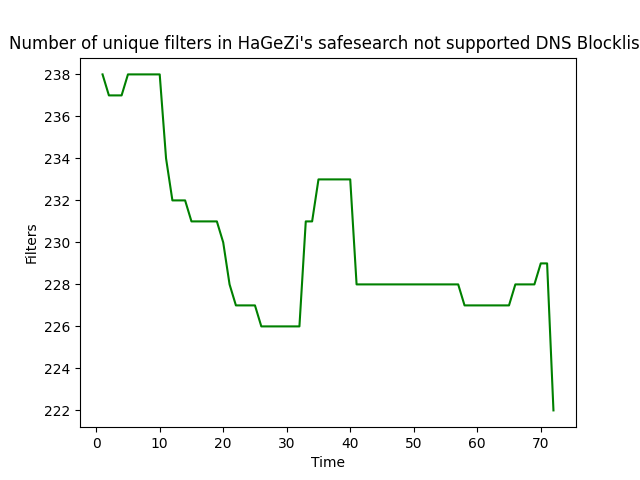 Number of unique filters in HaGeZi's safesearch not supported DNS Blocklis
238
236
234
232
230
228
226
224
222
Filters
0 10 20 30 40 50 60 70
Time